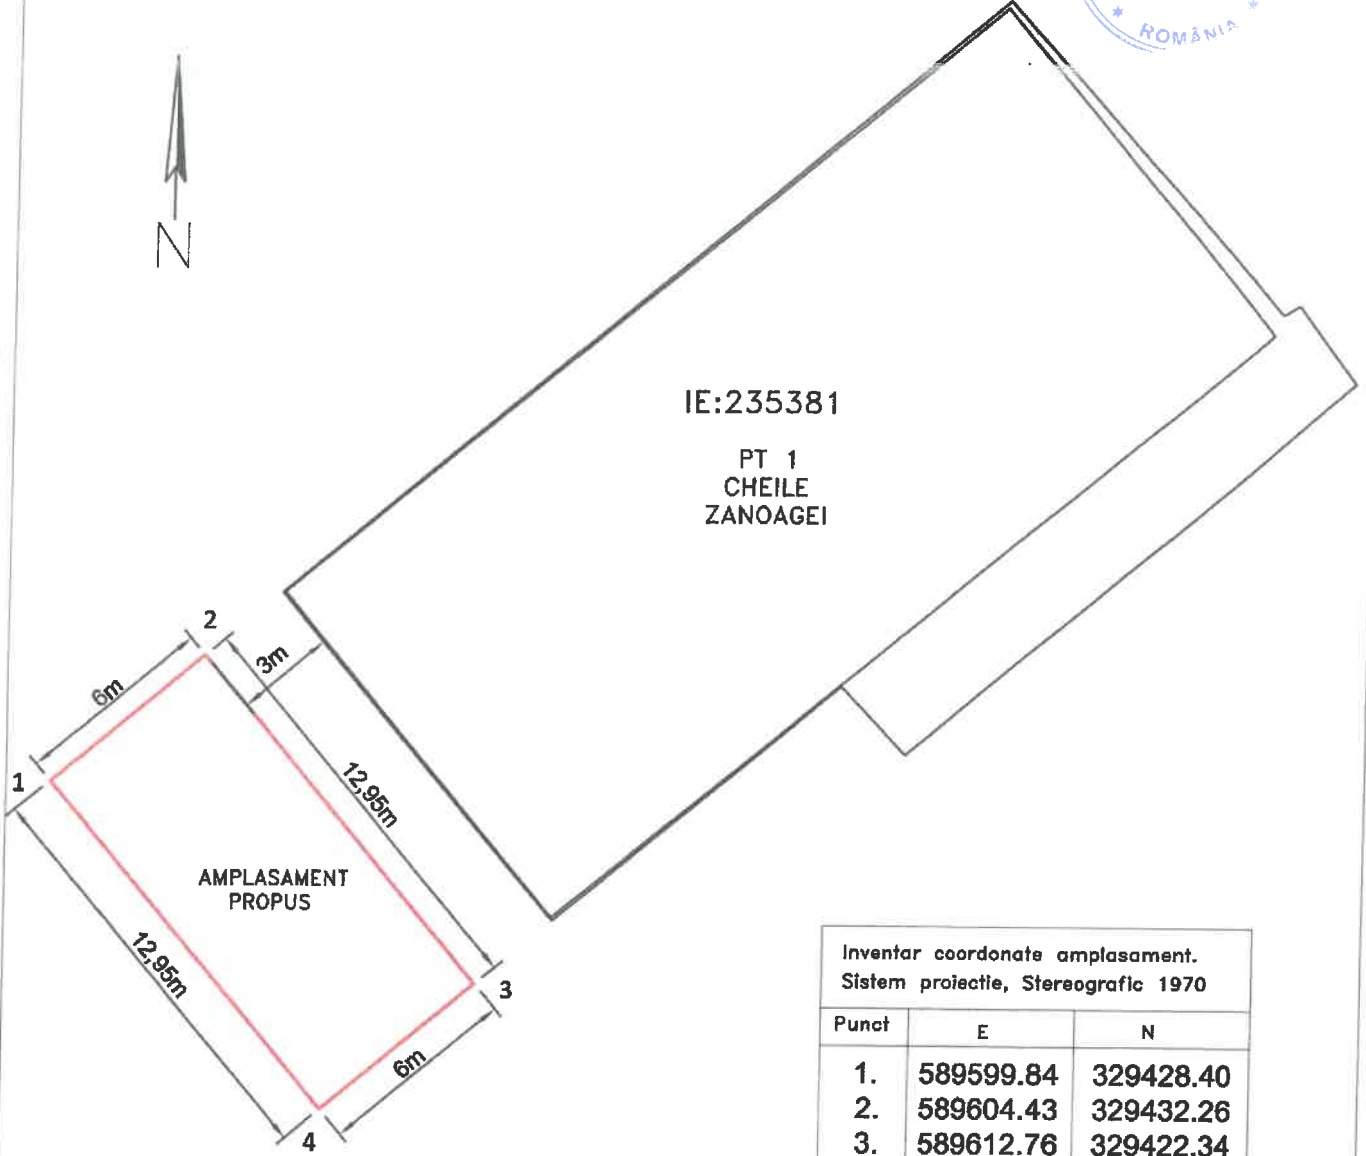 * ROMÂNIA *
N
IE:235381
PT 1
CHEILE
ZANOAGEI
2
3m
6m
1
12,95m
AMPLASAMENT
PROPUS
12,95m
3
6m
4
Inventar coordonate amplasament.
Sistem proiectie, Stereografic 1970
Punct E N
1. 589599.84 329428.40
2. 589604.43 329432.26
3. 589612.76 329422.34